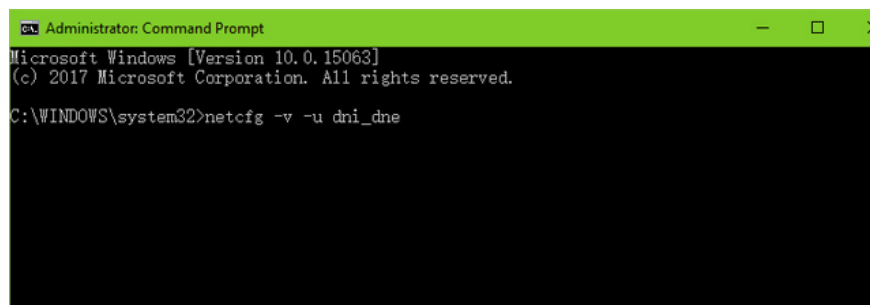 Administrator: Command Prompt
Microsoft Windows [Version 10.0.15063]
(c) 2017 Microsoft Corporation. All rights reserved.
C:\WINDOWS\system32>netcfg -v -u dni_dne